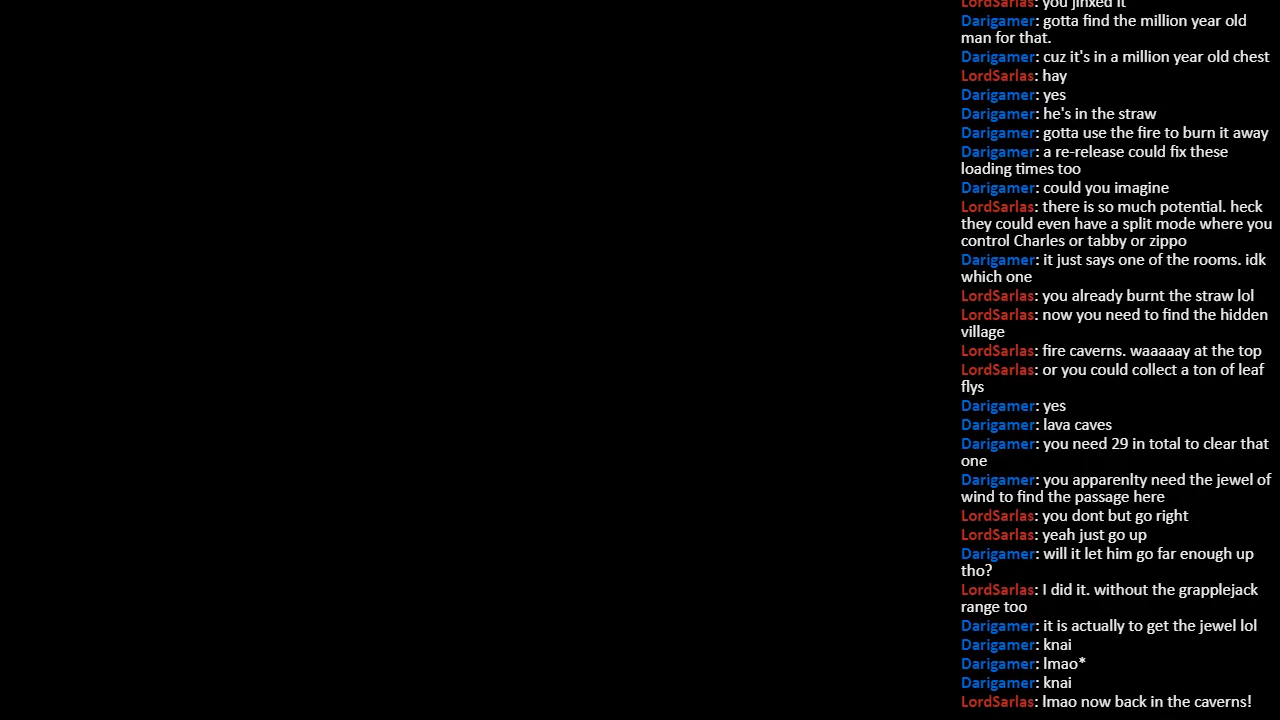 LordSarlas: you jinxed it
Darigamer: gotta find the million year old
man for that.
Darigamer: cuz it's in a million year old chest
LordSarlas: hay
Darigamer: yes
Darigamer: he's in the straw
Darigamer: gotta use the fire to burn it away
Darigamer: a re-release could fix these
loading times too
Darigamer: could you imagine
LordSarlas: there is so much potential. heck
they could even have a split mode where you
control Charles or tabby or zippo
Darigamer: it just says one of the rooms. idk
which one
LordSarlas: you already burnt the straw lol
LordSarlas: now you need to find the hidden
village
LordSarlas: fire caverns. waaaaay at the top
LordSarlas: or you could collect a ton of leaf
flys
Darigamer: yes
Darigamer: lava caves
Darigamer: you need 29 in total to clear that
one
Darigamer: you apparenlty need the jewel of
wind to find the passage here
LordSarlas: you dont but go right
LordSarlas: yeah just go up
Darigamer: will it let him go far enough up
tho?
LordSarlas: I did it. without the grapplejack
range too
Darigamer: it is actually to get the jewel lol
Darigamer: knai
Darigamer: lmao*
Darigamer: knai
LordSarlas: lmao now back in the caverns!